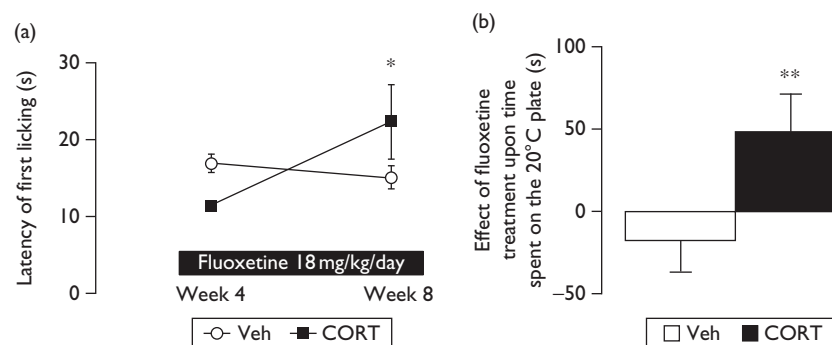 (a)
Latency of first licking (s)
30
20
10
0
*
Fluoxetine 18 mg/kg/day
Week 4 Week 8
Veh CORT
(b)
Effect of fluoxetine
treatment upon time
spent on the 20°C plate (s)
100
50
0
−50
**
Veh CORT